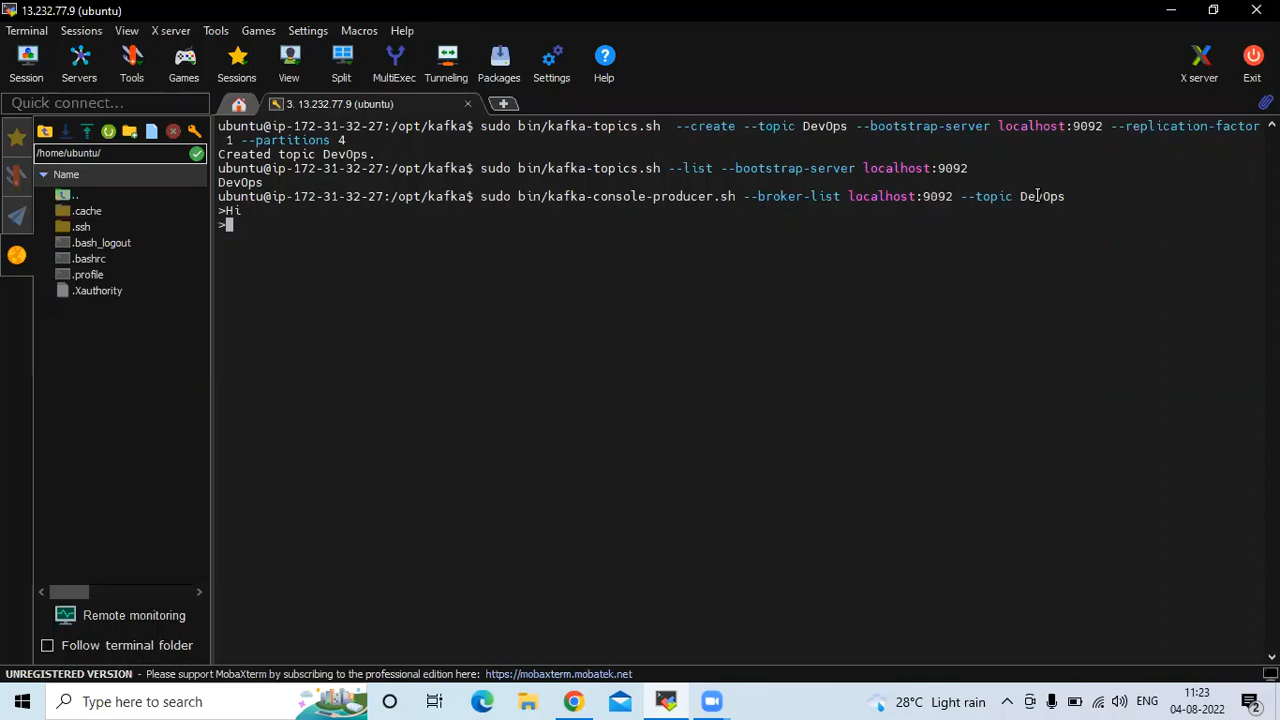 13.232.77.9 (ubuntu)
Terminal Sessions View X server Tools Games Settings Macros Help
Session Servers Tools Games Sessions View Split MultiExec Tunneling Packages Settings Help X server Exit
Quick connect...
3. 13.232.77.9 (ubuntu)
/home/ubuntu/
Name
..
.cache
.ssh
.bash_logout
.bashrc
.profile
.Xauthority
Remote monitoring
Follow terminal folder
ubuntu@ip-172-31-32-27:/opt/kafka$ sudo bin/kafka-topics.sh  --create --topic DevOps --bootstrap-server localhost:9092 --replication-factor
1 --partitions 4
Created topic DevOps.
ubuntu@ip-172-31-32-27:/opt/kafka$ sudo bin/kafka-topics.sh --list --bootstrap-server localhost:9092
DevOps
ubuntu@ip-172-31-32-27:/opt/kafka$ sudo bin/kafka-console-producer.sh --broker-list localhost:9092 --topic DevOps
>Hi
>
UNREGISTERED VERSION - Please support MobaXterm by subscribing to the professional edition here: https://mobaxterm.mobatek.net
Type here to search
28°C Light rain
ENG
11:23
04-08-2022
2